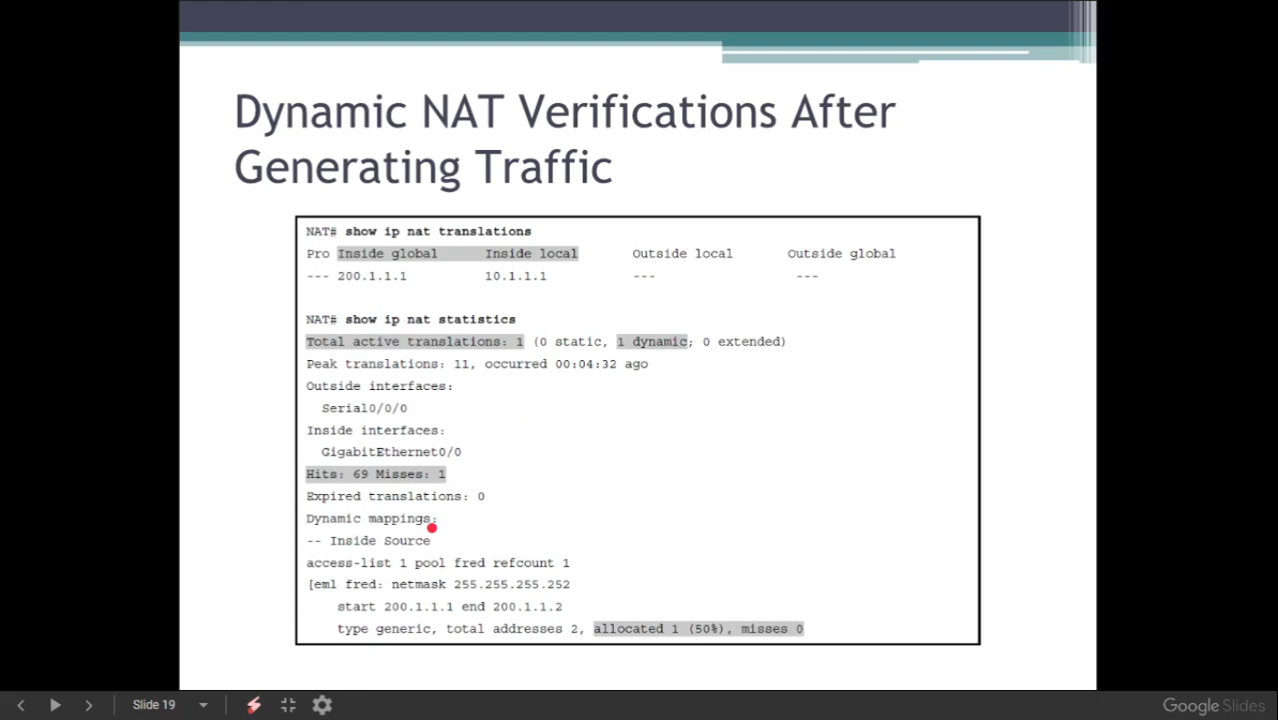 Dynamic NAT Verifications After
Generating Traffic
NAT# show ip nat translations
Pro Inside global Inside local Outside local Outside global
--- 200.1.1.1 10.1.1.1 --- ---
NAT# show ip nat statistics
Total active translations: 1 (0 static, 1 dynamic; 0 extended)
Peak translations: 11, occurred 00:04:32 ago
Outside interfaces:
Serial0/0/0
Inside interfaces:
GigabitEthernet0/0
Hits: 69 Misses: 1
Expired translations: 0
Dynamic mappings:
-- Inside Source
access-list 1 pool fred refcount 1
[eml fred: netmask 255.255.255.252
start 200.1.1.1 end 200.1.1.2
type generic, total addresses 2, allocated 1 (50%), misses 0
Slide 19
Google Slides